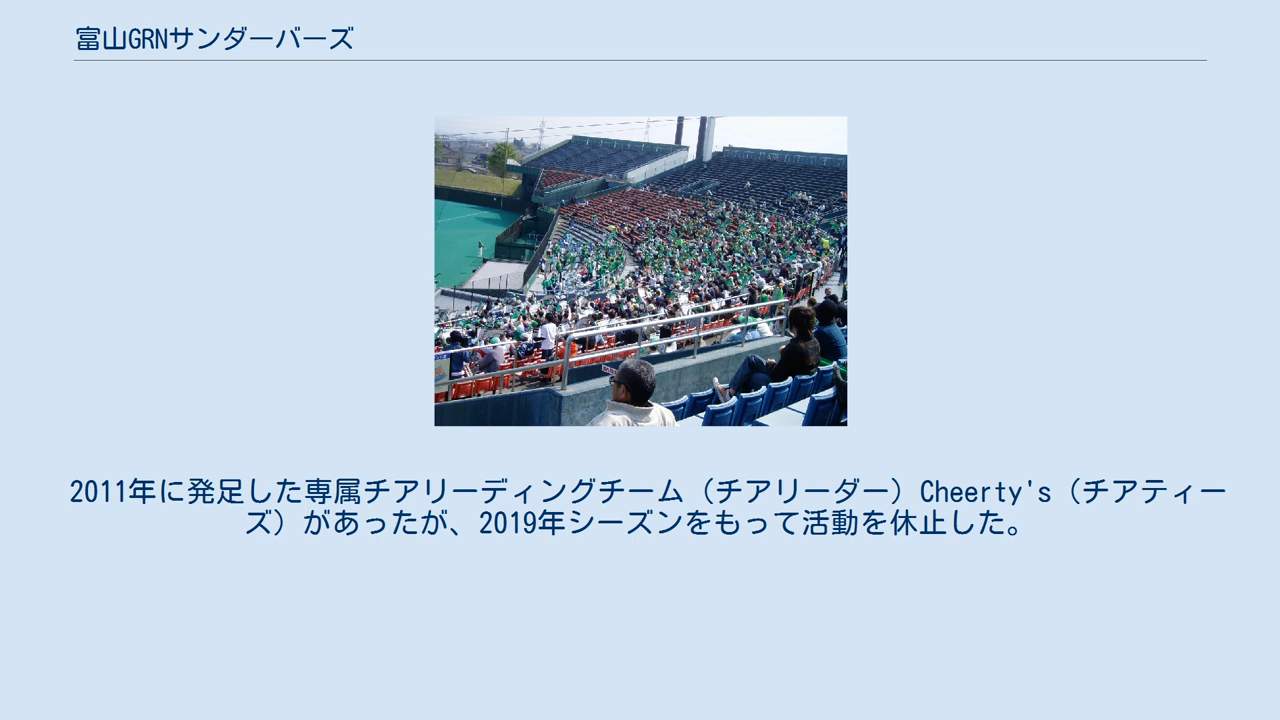 富山GRNサンダーバーズ
2011年に発足した専属チアリーディングチーム（チアリーダー）Cheerty's（チアティー
ズ）があったが、2019年シーズンをもって活動を休止した。